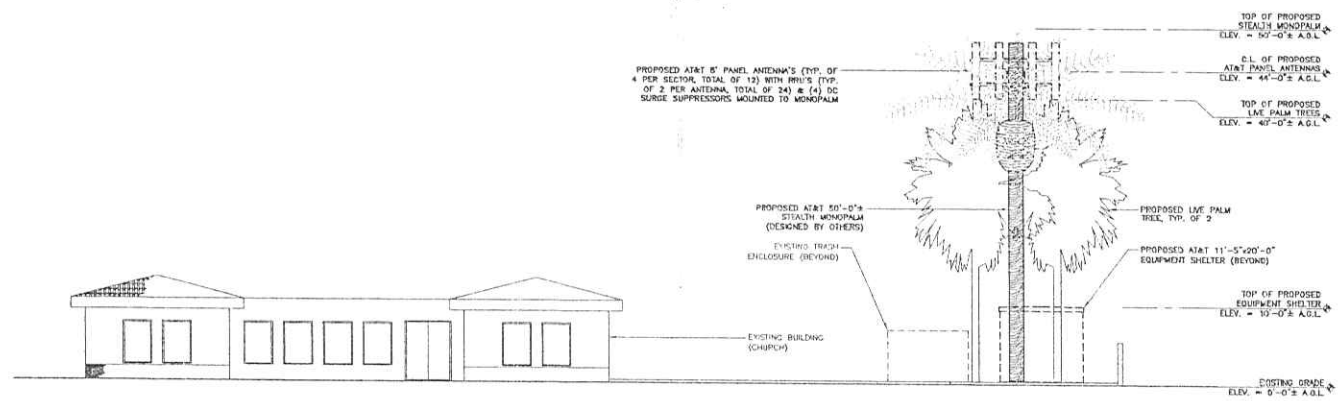 TOP OF PROPOSED
STEALTH MONOPALM
ELEV. = 50'-0"± A.G.L.
PROPOSED AT&T 8' PANEL ANTENNA'S (TYP. OF
4 PER SECTOR, TOTAL OF 12) WITH RRU'S (TYP.
OF 2 PER ANTENNA, TOTAL OF 24) & (4) DC
SURGE SUPPRESSORS MOUNTED TO MONOPALM
C.L. OF PROPOSED
AT&T PANEL ANTENNAS
ELEV. = 44'-0"± A.G.L.
TOP OF PROPOSED
LIVE PALM TREES
ELEV. = 40'-0"± A.G.L.
PROPOSED AT&T 50'-0"±
STEALTH MONOPALM
(DESIGNED BY OTHERS)
PROPOSED LIVE PALM
TREE, TYP. OF 2
EXISTING TRASH
ENCLOSURE (BEYOND)
PROPOSED AT&T 11'-5"x20'-0"
EQUIPMENT SHELTER (BEYOND)
TOP OF PROPOSED
EQUIPMENT SHELTER
ELEV. = 10'-0"± A.G.L.
EXISTING BUILDING
(CHURCH)
EXISTING GRADE
ELEV. = 0'-0"± A.G.L.